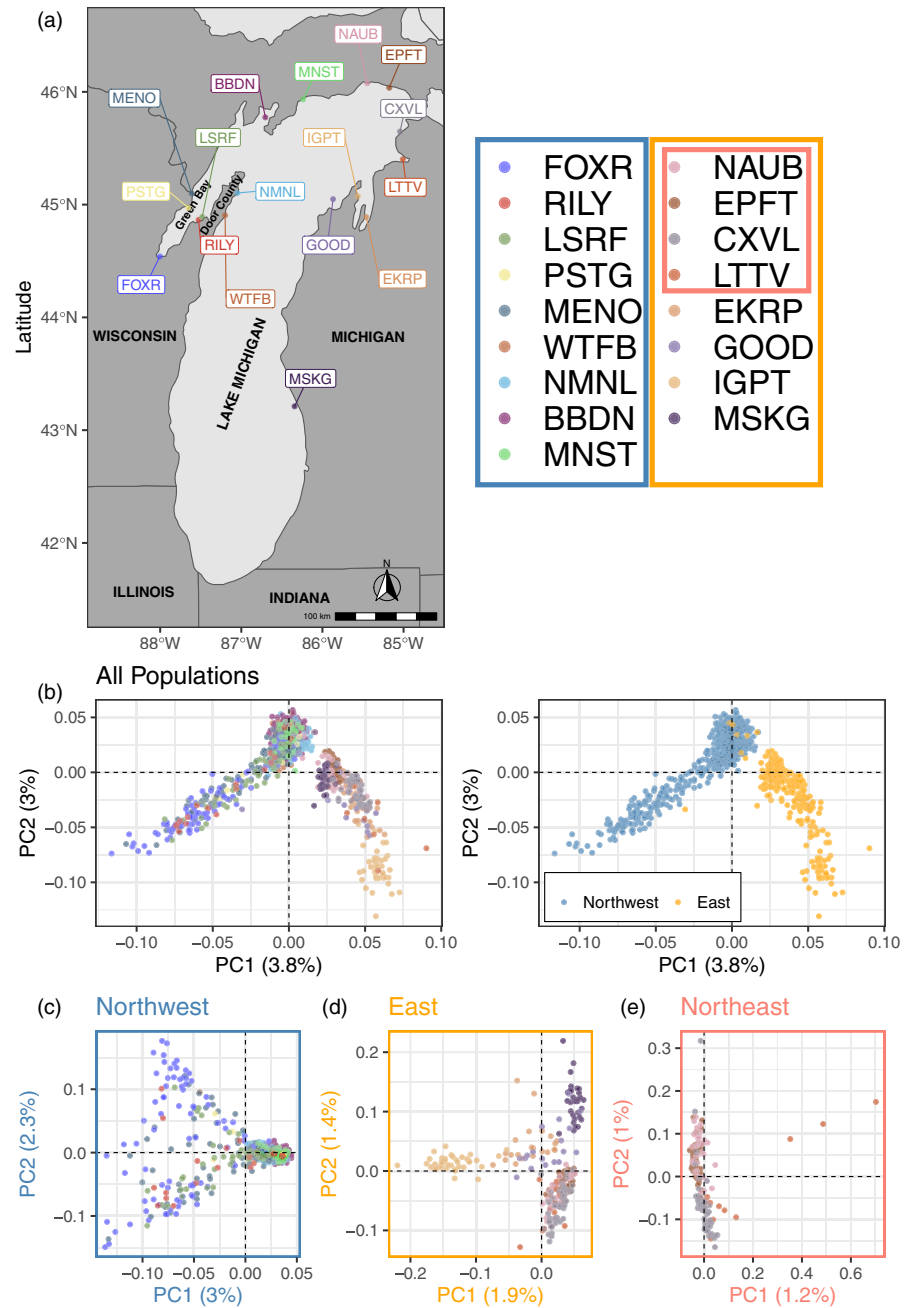 (a)
NAUB
EPFT
MNST
BBDN
46°N
MENO
CXVL
LSRF
IGPT
PSTG
NMNL
LTTV
Green Bay
Door County
45°N
RILY
GOOD
FOXR
EKRP
WTFB
44°N
WISCONSIN
MICHIGAN
LAKE MICHIGAN
MSKG
43°N
42°N
ILLINOIS
INDIANA
N
100 km
88°W 87°W 86°W 85°W
Latitude
FOXR
RILY
LSRF
PSTG
MENO
WTFB
NMNL
BBDN
MNST
NAUB
EPFT
CXVL
LTTV
EKRP
GOOD
IGPT
MSKG
(b)
All Populations
0.05
0.00
−0.05
−0.10
PC2 (3%)
−0.10 −0.05 0.00 0.05 0.10
PC1 (3.8%)
0.05
0.00
−0.05
−0.10
PC2 (3%)
Northwest East
−0.10 −0.05 0.00 0.05 0.10
PC1 (3.8%)
(c)
Northwest
0.1
0.0
−0.1
PC2 (2.3%)
−0.10 −0.05 0.00 0.05
PC1 (3%)
(d)
East
0.2
0.1
0.0
−0.1
PC2 (1.4%)
−0.2 −0.1 0.0
PC1 (1.9%)
(e)
Northeast
0.3
0.2
0.1
0.0
−0.1
PC2 (1%)
0.0 0.2 0.4 0.6
PC1 (1.2%)